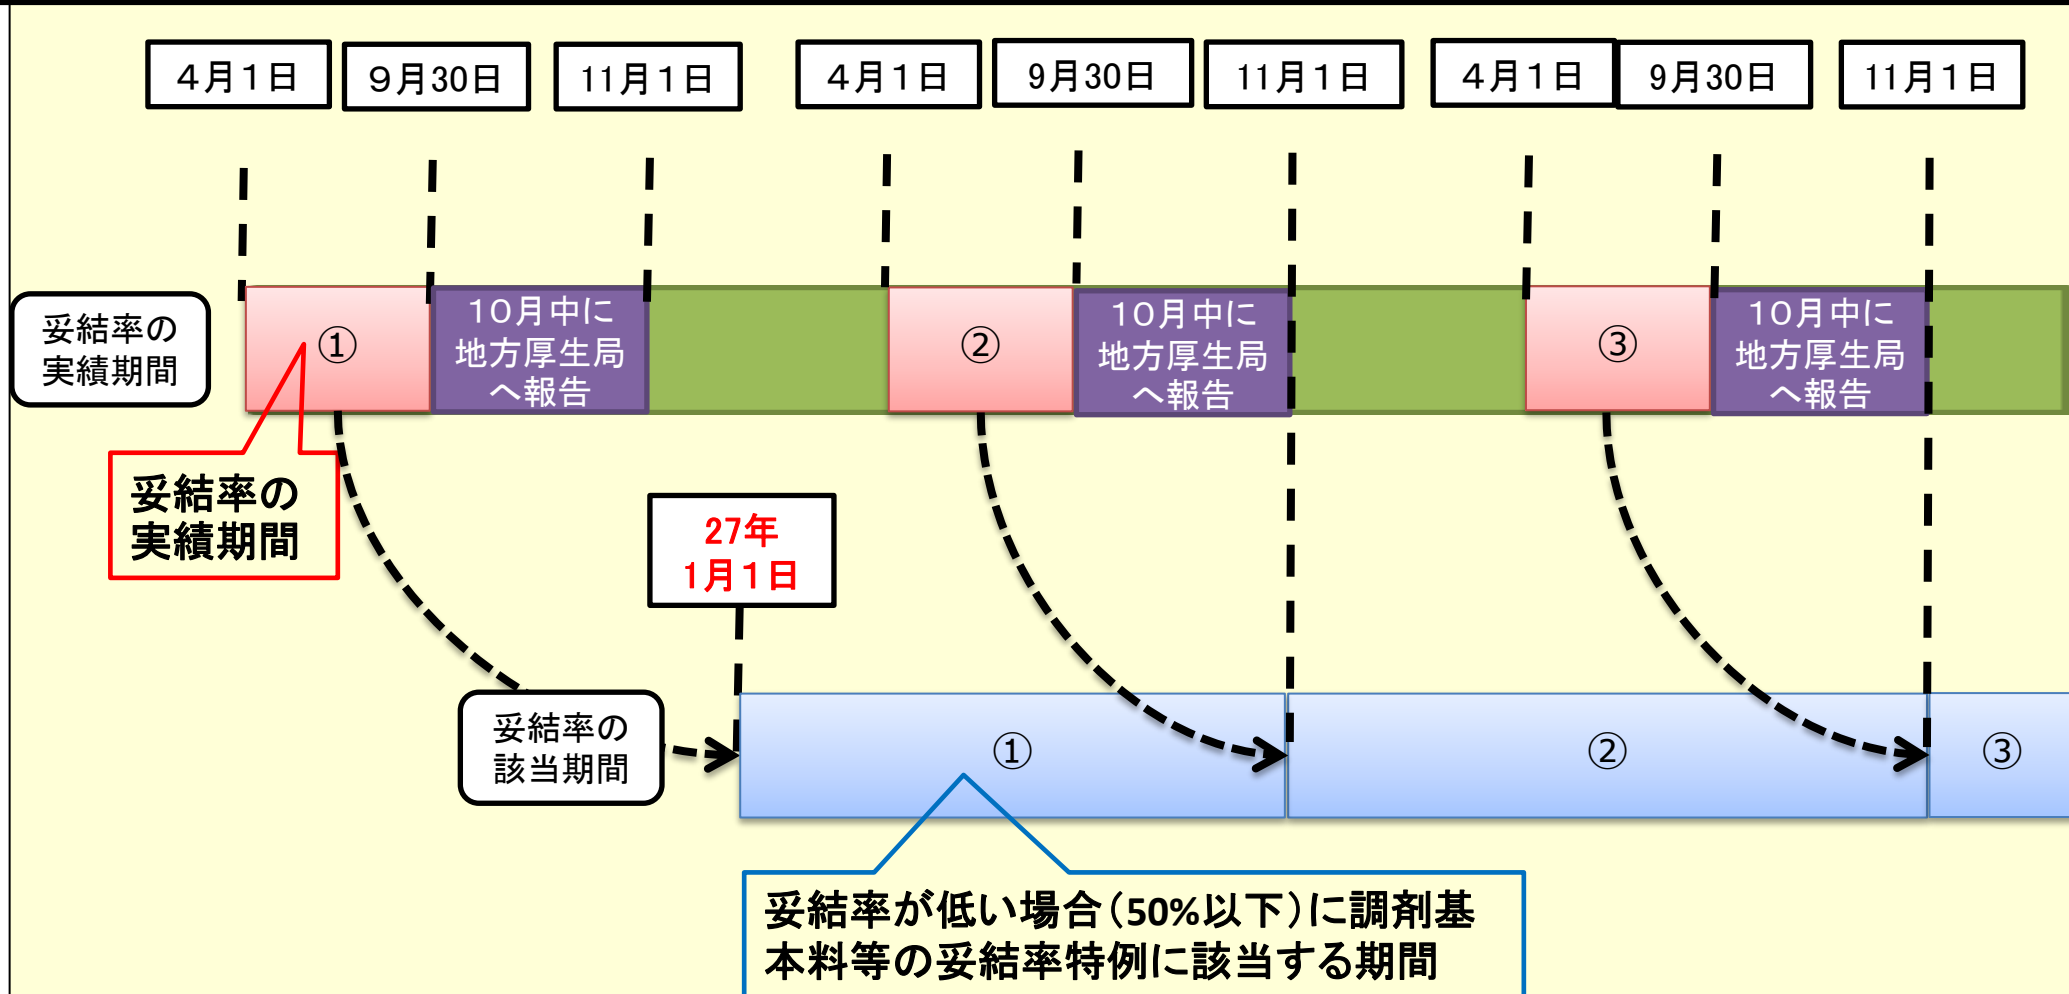 ４月１日
９月30日
11月１日
４月１日
9月30日
11月１日
４月１日
9月30日
11月１日
妥結率の
実績期間
①
１０月中に
地方厚生局
へ報告
②
１０月中に
地方厚生局
へ報告
③
１０月中に
地方厚生局
へ報告
妥結率の
実績期間
27年
1月１日
妥結率の
該当期間
①
②
③
妥結率が低い場合（50%以下）に調剤基
本料等の妥結率特例に該当する期間